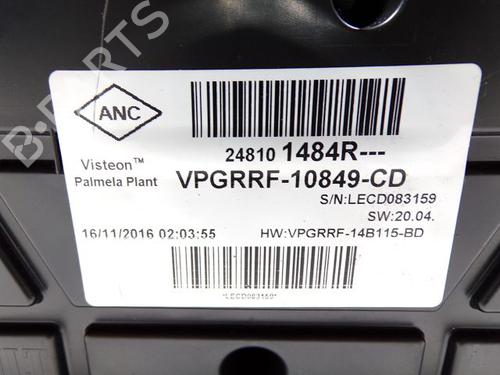 B-PARTS
ANC
24810 1484R---
Visteon™
Palmela Plant
VPGRRF-10849-CD
S/N:LECD083159
SW:20.04.
16/11/2016 02:03:55
HW:VPGRRF-14B115-BD
*LECD083159*